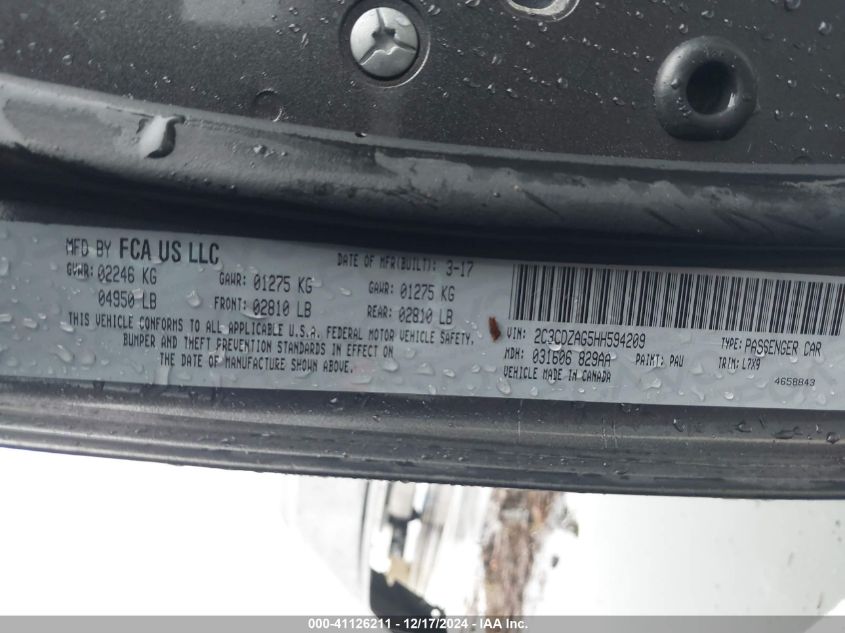 MFD BY FCA US LLC
DATE OF MFR(BUILT): 3-17
GVWR: 02246 KG
GAWR: 01275 KG
GAWR: 01275 KG
04950 LB
FRONT: 02810 LB
REAR: 02810 LB
THIS VEHICLE CONFORMS TO ALL APPLICABLE U.S.A. FEDERAL MOTOR VEHICLE SAFETY,
BUMPER AND THEFT PREVENTION STANDARDS IN EFFECT ON
THE DATE OF MANUFACTURE SHOWN ABOVE.
VIN: 2C3CDZAG5HH594209
TYPE: PASSENGER CAR
MDH: 031606 829AA
PAINT: PAU
TRIM: L7X9
VEHICLE MADE IN CANADA
4658843
000-41126211 - 12/17/2024 - IAA Inc.